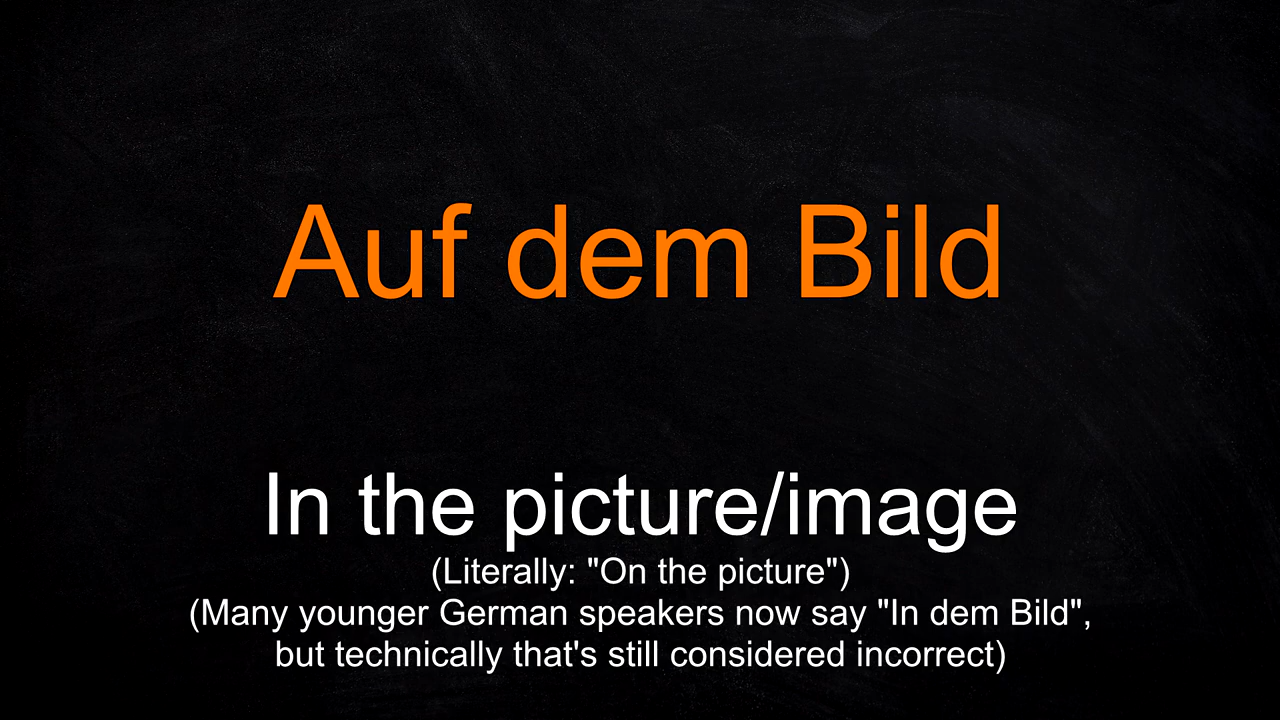 Auf dem Bild
In the picture/image
(Literally: "On the picture")
(Many younger German speakers now say "In dem Bild",
but technically that's still considered incorrect)